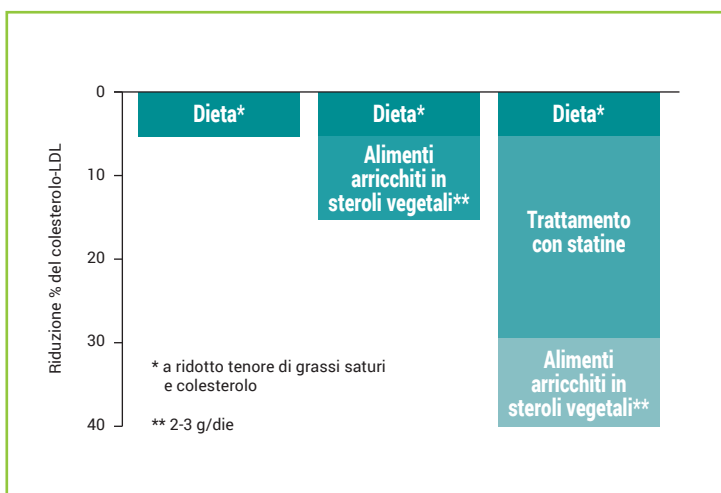 Riduzione % del colesterolo-LDL
0
10
20
30
40
Dieta*
Dieta*
Alimenti
arricchiti in
steroli vegetali**
Dieta*
Trattamento
con statine
Alimenti
arricchiti in
steroli vegetali**
* a ridotto tenore di grassi saturi
e colesterolo
** 2-3 g/die